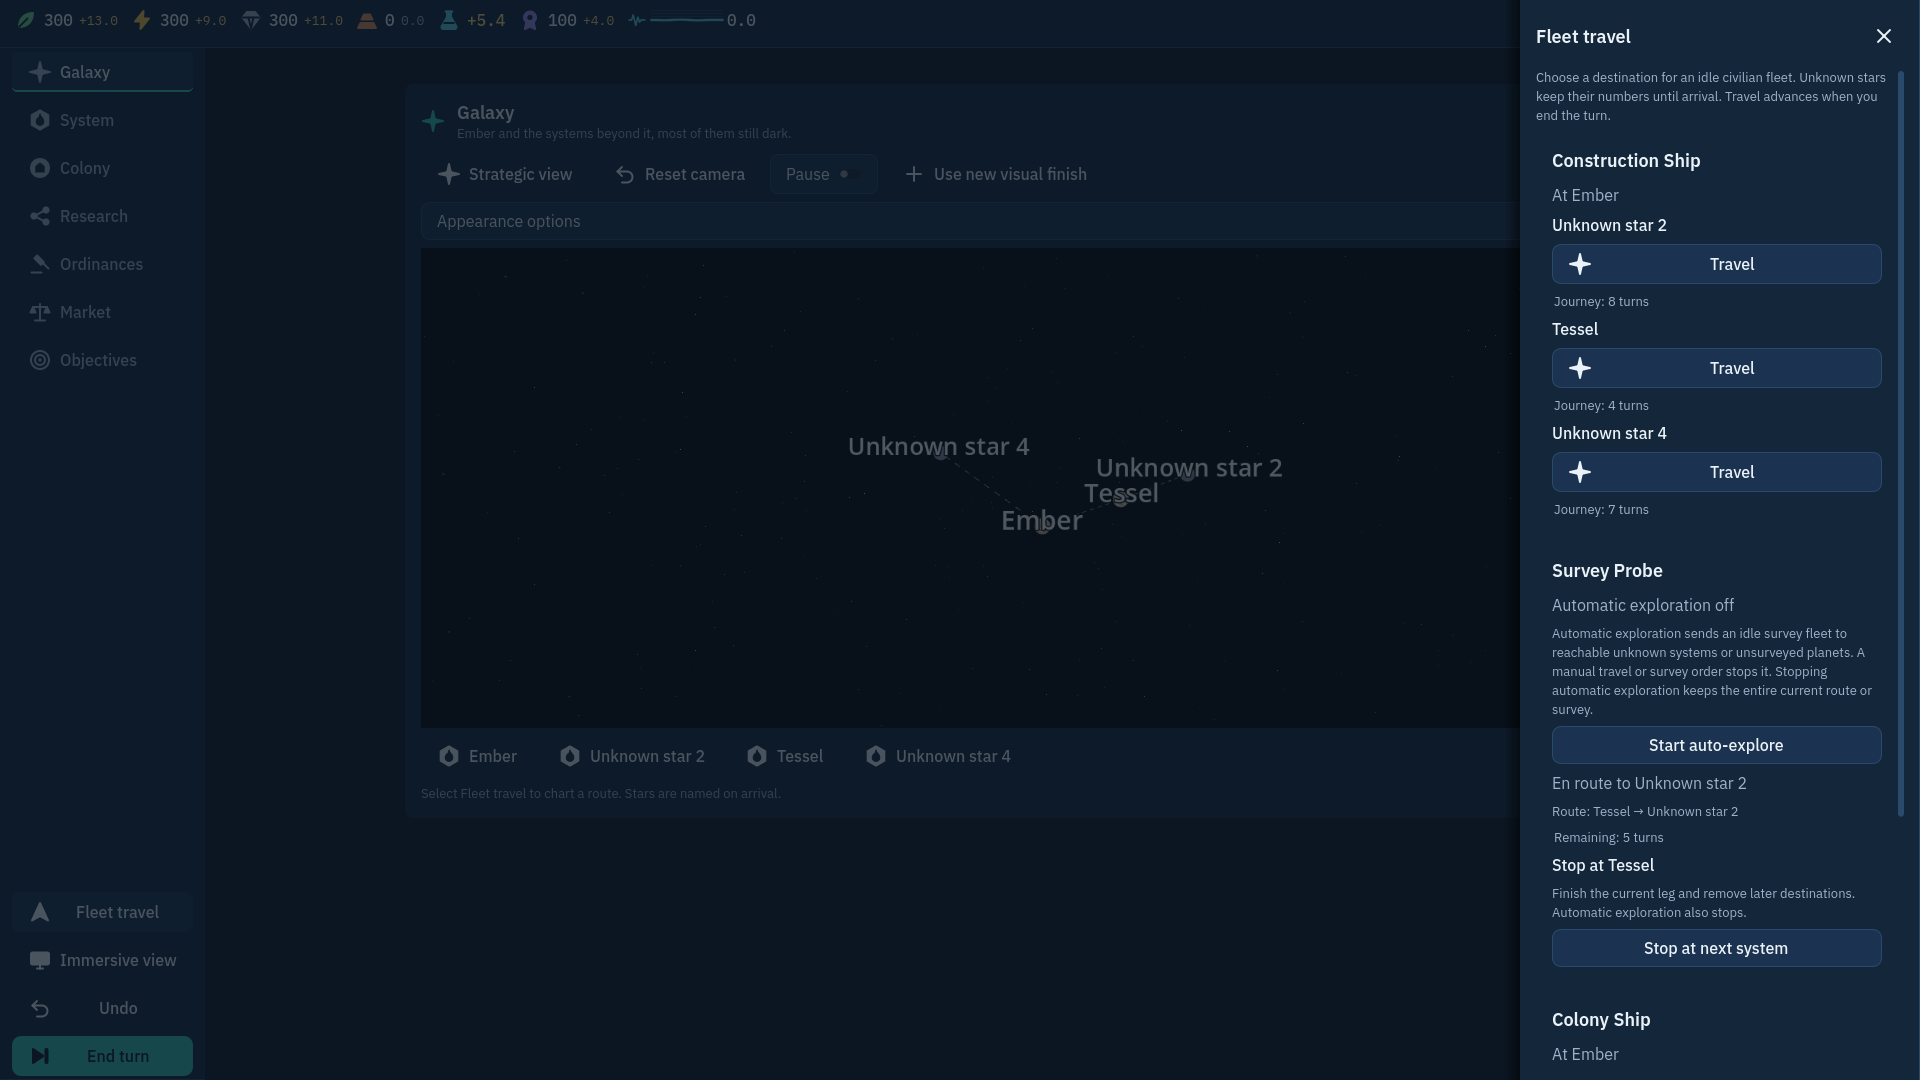 300 +13.0 300 +9.0 300 +11.0 0 0.0 +5.4 100 +4.0 0.0
Galaxy
System
Colony
Research
Ordinances
Market
Objectives
Fleet travel
Immersive view
Undo
End turn
Galaxy
Ember and the systems beyond it, most of them still dark.
Strategic view Reset camera Pause Use new visual finish
Appearance options
Unknown star 4
Unknown star 2
Tessel
Ember
Ember Unknown star 2 Tessel Unknown star 4
Select Fleet travel to chart a route. Stars are named on arrival.
Fleet travel
Choose a destination for an idle civilian fleet. Unknown stars
keep their numbers until arrival. Travel advances when you
end the turn.
Construction Ship
At Ember
Unknown star 2
Travel
Journey: 8 turns
Tessel
Travel
Journey: 4 turns
Unknown star 4
Travel
Journey: 7 turns
Survey Probe
Automatic exploration off
Automatic exploration sends an idle survey fleet to
reachable unknown systems or unsurveyed planets. A
manual travel or survey order stops it. Stopping
automatic exploration keeps the entire current route or
survey.
Start auto-explore
En route to Unknown star 2
Route: Tessel → Unknown star 2
Remaining: 5 turns
Stop at Tessel
Finish the current leg and remove later destinations.
Automatic exploration also stops.
Stop at next system
Colony Ship
At Ember